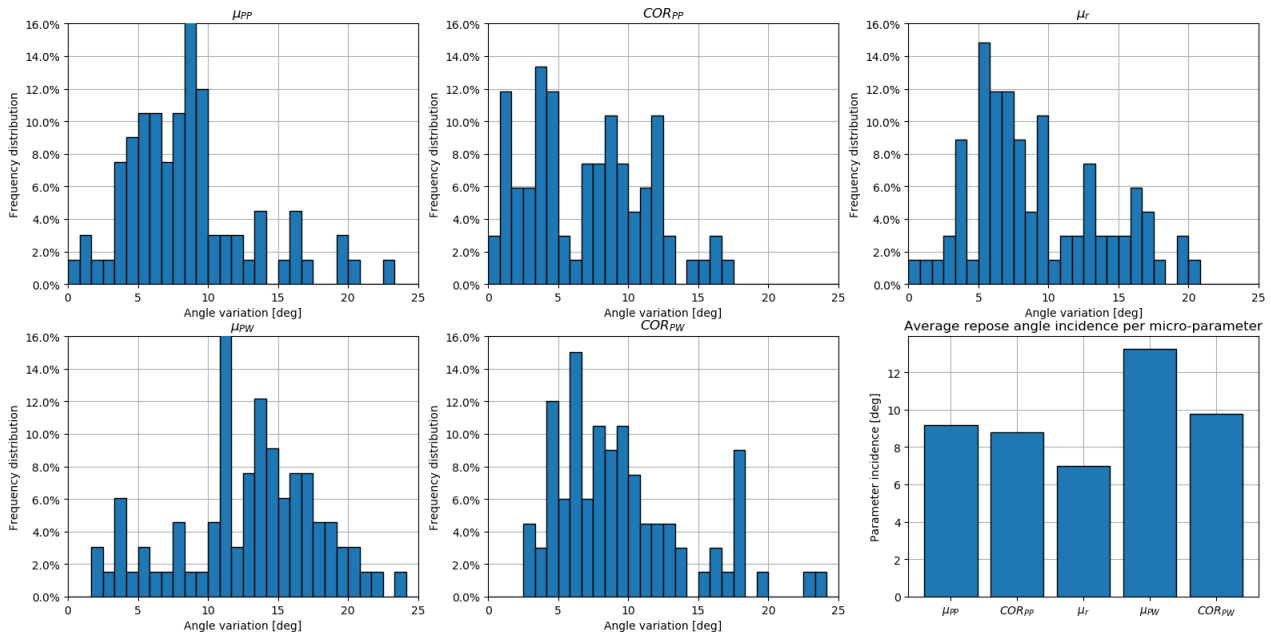 μPP
16.0%
14.0%
12.0%
10.0%
8.0%
6.0%
4.0%
2.0%
0.0%
Frequency distribution
0 5 10 15 20 25
Angle variation [deg]
CORPP
16.0%
14.0%
12.0%
10.0%
8.0%
6.0%
4.0%
2.0%
0.0%
Frequency distribution
0 5 10 15 20 25
Angle variation [deg]
μr
16.0%
14.0%
12.0%
10.0%
8.0%
6.0%
4.0%
2.0%
0.0%
Frequency distribution
0 5 10 15 20 25
Angle variation [deg]
μPW
16.0%
14.0%
12.0%
10.0%
8.0%
6.0%
4.0%
2.0%
0.0%
Frequency distribution
0 5 10 15 20 25
Angle variation [deg]
CORPW
16.0%
14.0%
12.0%
10.0%
8.0%
6.0%
4.0%
2.0%
0.0%
Frequency distribution
0 5 10 15 20 25
Angle variation [deg]
Average repose angle incidence per micro-parameter
12
10
8
6
4
2
0
Parameter incidence [deg]
μPP CORPP μr μPW CORPW